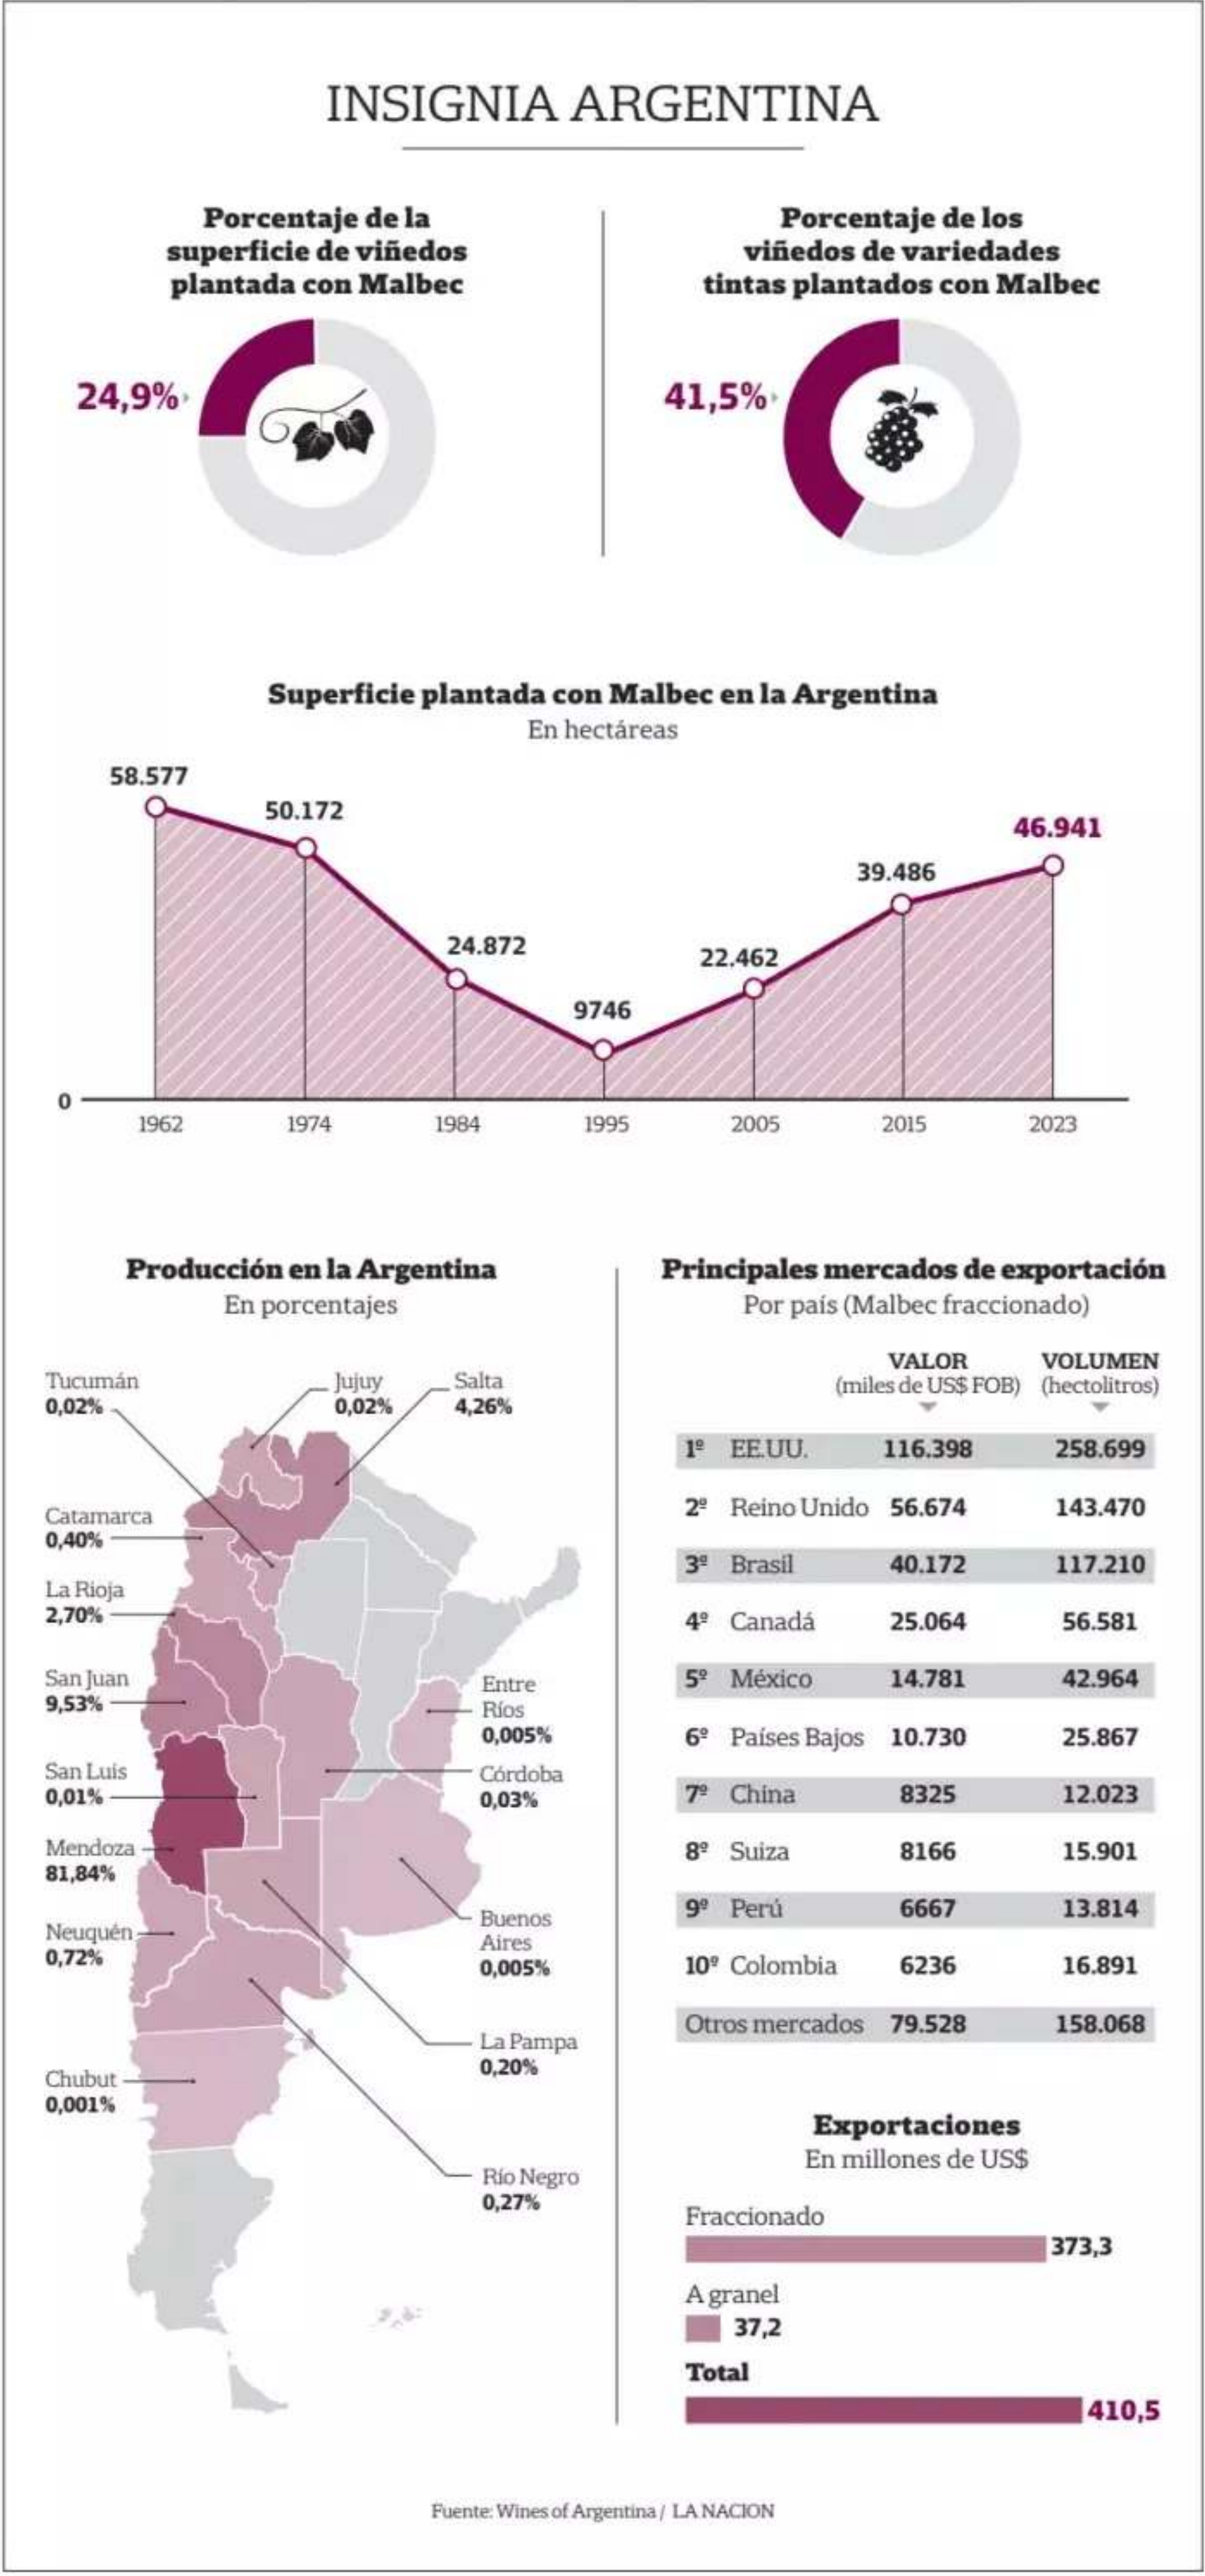 INSIGNIA ARGENTINA
Porcentaje de la
superficie de viñedos
plantada con Malbec
24,9%
Porcentaje de los
viñedos de variedades
tintas plantados con Malbec
41,5%
Superficie plantada con Malbec en la Argentina
En hectáreas
58.577
50.172
24.872
9746
22.462
39.486
46.941
0
1962 1974 1984 1995 2005 2015 2023
Producción en la Argentina
En porcentajes
Tucumán
0,02%
Jujuy
0,02%
Salta
4,26%
Catamarca
0,40%
La Rioja
2,70%
San Juan
9,53%
San Luis
0,01%
Mendoza
81,84%
Neuquén
0,72%
Chubut
0,001%
Entre
Ríos
0,005%
Córdoba
0,03%
Buenos
Aires
0,005%
La Pampa
0,20%
Río Negro
0,27%
Principales mercados de exportación
Por país (Malbec fraccionado)
VALOR VOLUMEN
(miles de US$ FOB) (hectolitros)
1º EE.UU. 116.398 258.699
2º Reino Unido 56.674 143.470
3º Brasil 40.172 117.210
4º Canadá 25.064 56.581
5º México 14.781 42.964
6º Países Bajos 10.730 25.867
7º China 8325 12.023
8º Suiza 8166 15.901
9º Perú 6667 13.814
10º Colombia 6236 16.891
Otros mercados 79.528 158.068
Exportaciones
En millones de US$
Fraccionado
373,3
A granel
37,2
Total
410,5
Fuente: Wines of Argentina / LA NACION